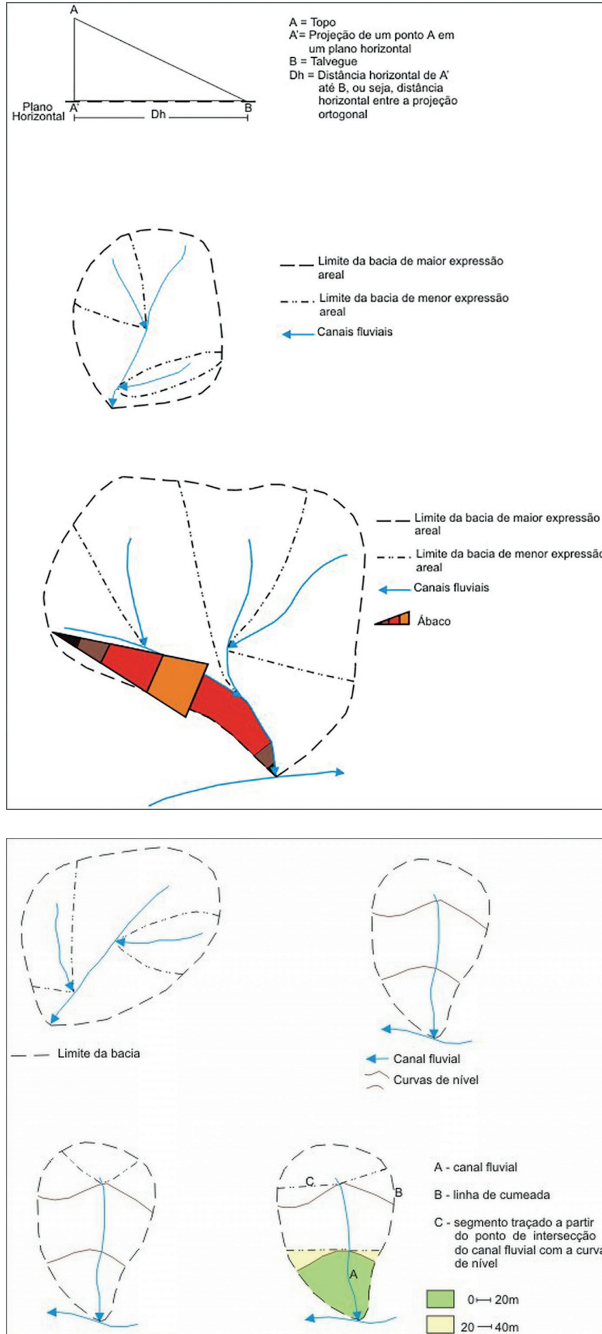 A
A = Topo
A'= Projeção de um ponto A em
um plano horizontal
B = Talvegue
Dh = Distância horizontal de A'
até B, ou seja, distância
horizontal entre a projeção
ortogonal
Plano
Horizontal
A'
B
Dh
Limite da bacia de maior expressão
areal
Limite da bacia de menor expressão
areal
Canais fluviais
Limite da bacia de maior expressão
areal
Limite da bacia de menor expressão
areal
Canais fluviais
Ábaco
Limite da bacia
Canal fluvial
Curvas de nível
C
B
A
A - canal fluvial
B - linha de cumeada
C - segmento traçado a partir
do ponto de intersecção
do canal fluvial com a curva
de nível
0 20m
20 40m